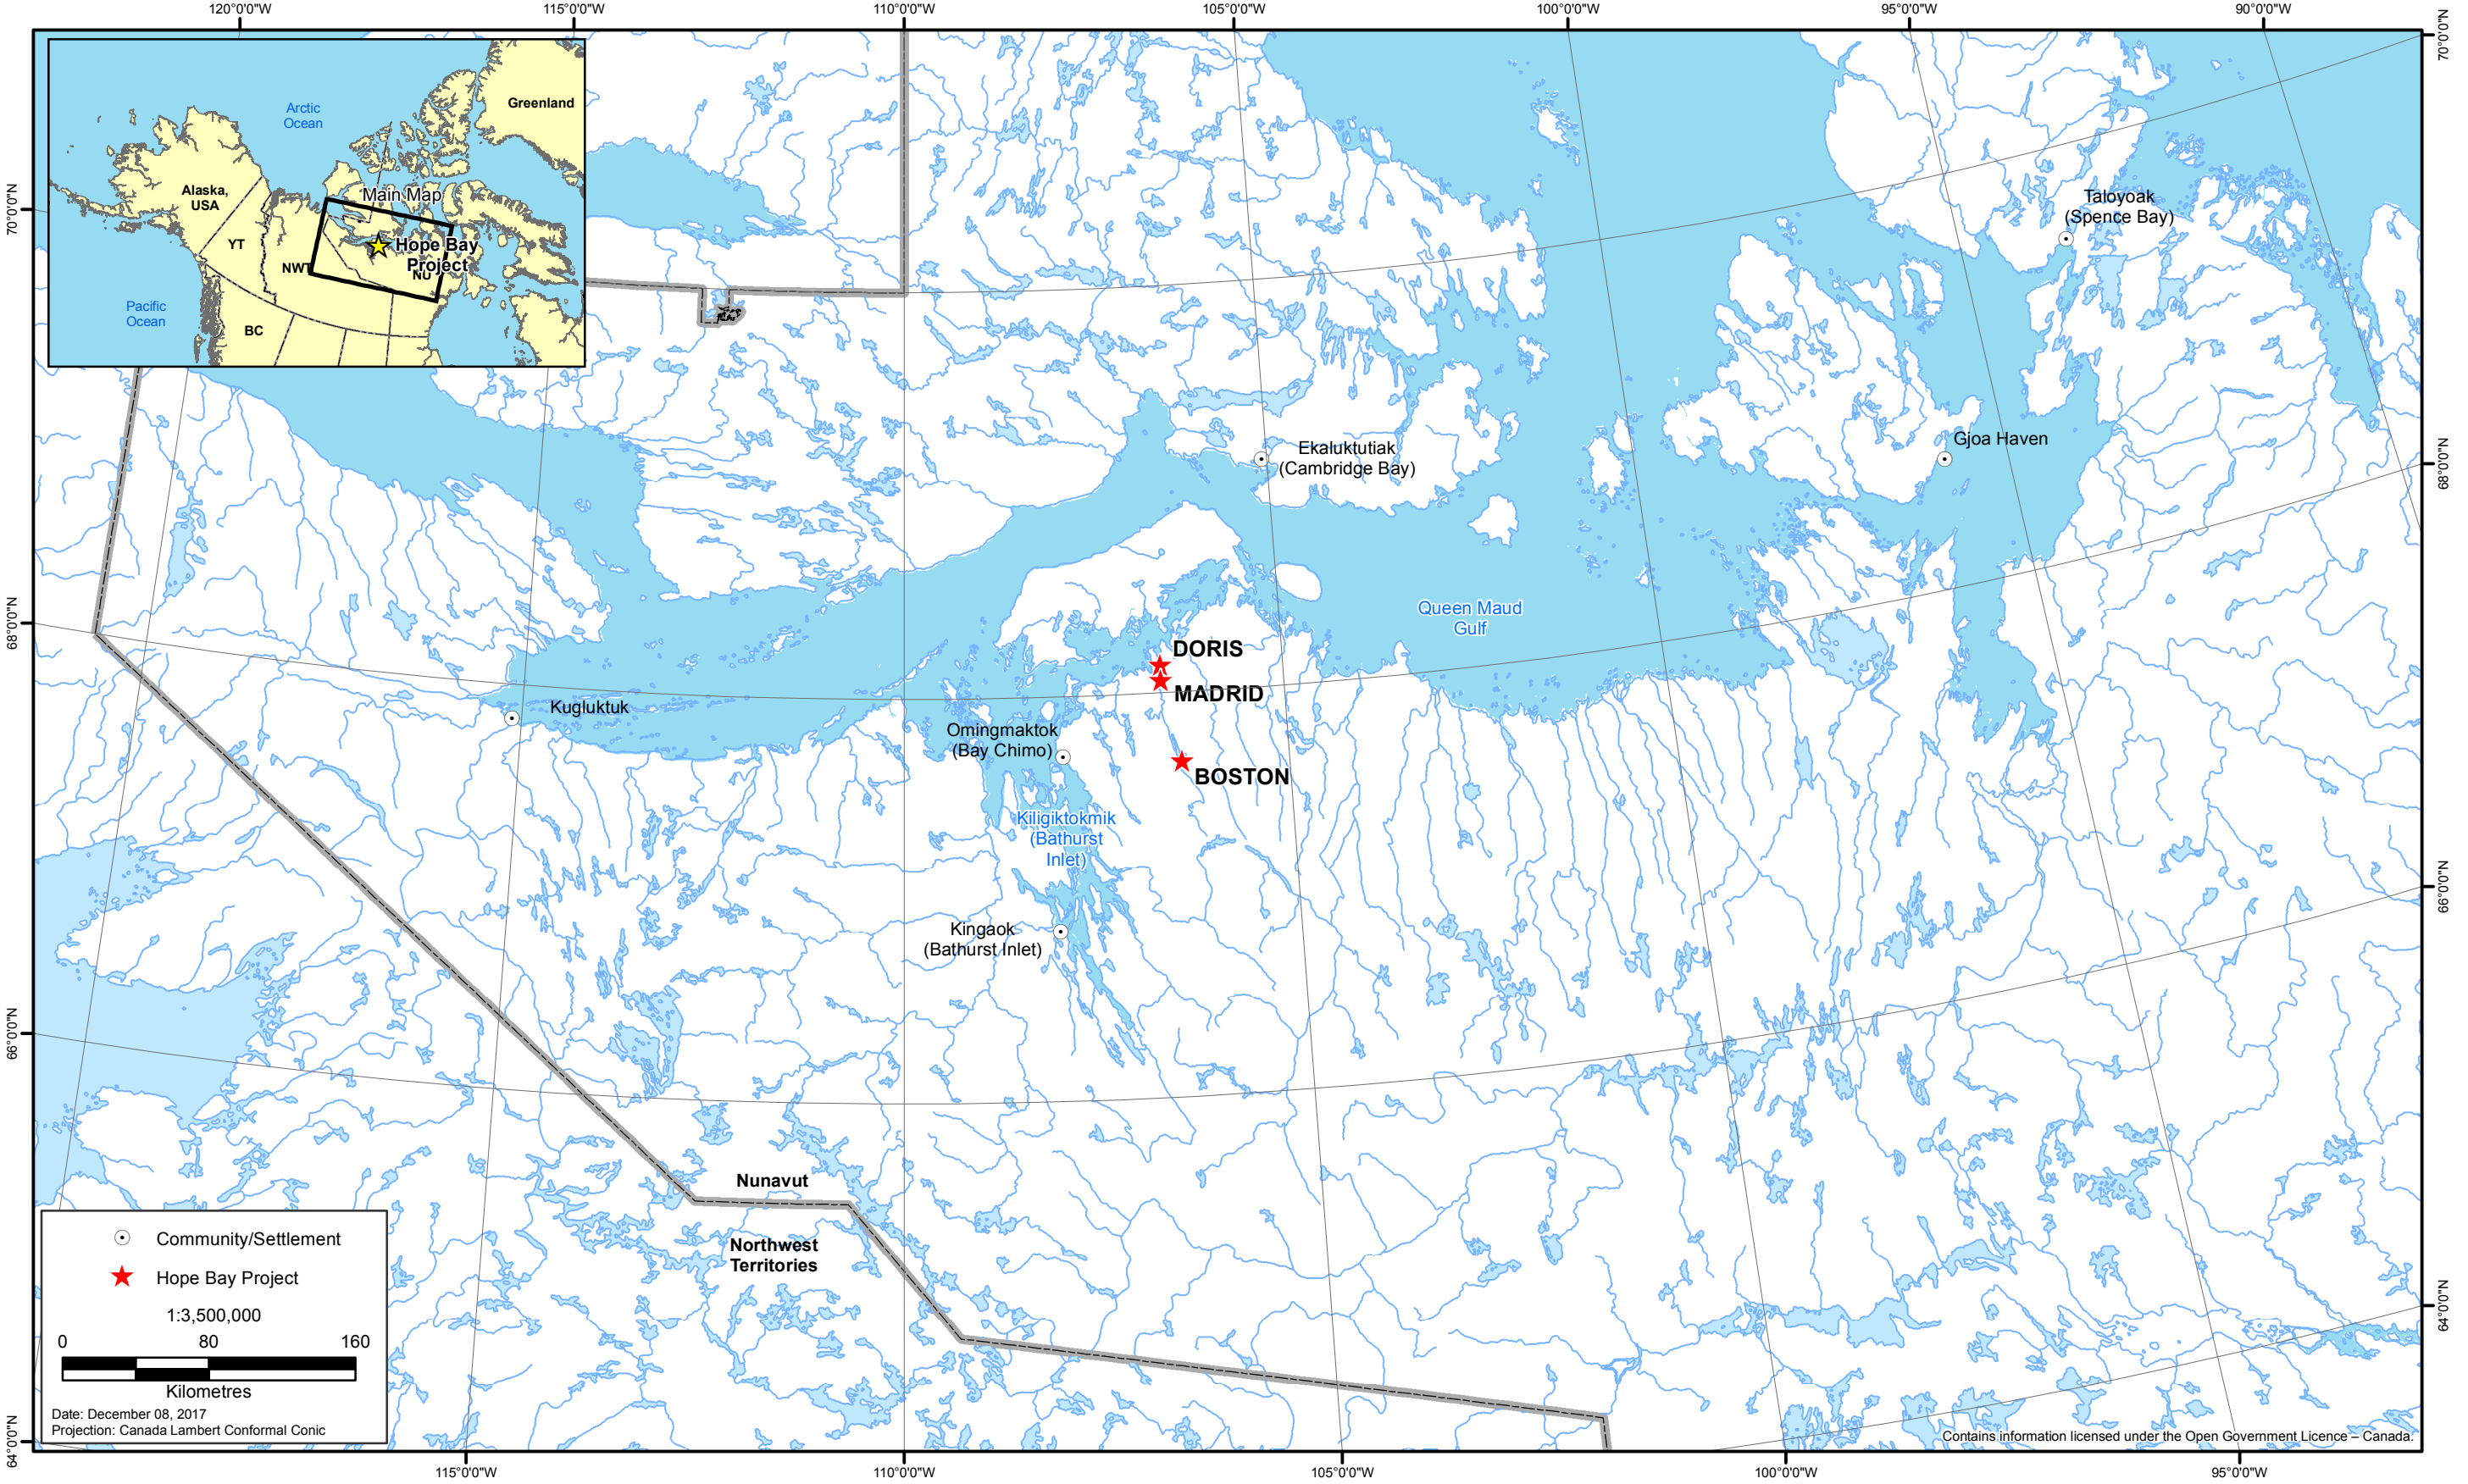 120°0'0"W
115°0'0"W
110°0'0"W
105°0'0"W
100°0'0"W
95°0'0"W
90°0'0"W
70°0'0"N
70°0'0"N
Arctic
Ocean
Greenland
Alaska,
USA
Main Map
YT
Hope Bay
Project
NWT
NU
Pacific
Ocean
BC
Taloyoak
(Spence Bay)
Ekaluktutiak
(Cambridge Bay)
Gjoa Haven
68°0'0"N
68°0'0"N
Queen Maud
Gulf
DORIS
MADRID
Kugluktuk
Omingmaktok
(Bay Chimo)
BOSTON
Kiligiktokmik
(Bathurst
Inlet)
66°0'0"N
Kingaok
(Bathurst Inlet)
66°0'0"N
Nunavut
Northwest
Territories
64°0'0"N
Community/Settlement
Hope Bay Project
1:3,500,000
0 80 160
Kilometres
Date: December 08, 2017
Projection: Canada Lambert Conformal Conic
64°0'0"N
Contains information licensed under the Open Government Licence – Canada.
115°0'0"W
110°0'0"W
105°0'0"W
100°0'0"W
95°0'0"W